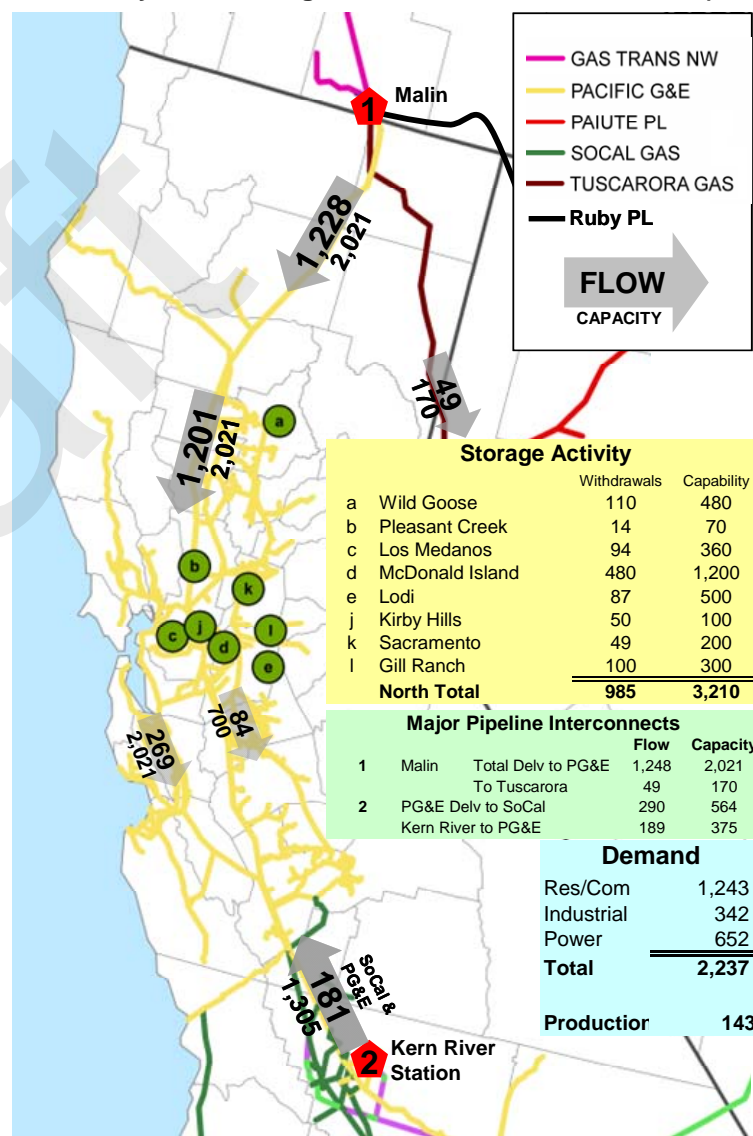 Malin
1
GAS TRANS NW
PACIFIC G&E
PAIUTE PL
SOCAL GAS
TUSCARORA GAS
Ruby PL
FLOW
CAPACITY
1,228
2,021
49
170
1,201
2,021
a
b
k
c
j
d
l
e
Storage Activity
Withdrawals Capability
a Wild Goose 110 480
b Pleasant Creek 14 70
c Los Medanos 94 360
d McDonald Island 480 1,200
e Lodi 87 500
j Kirby Hills 50 100
k Sacramento 49 200
l Gill Ranch 100 300
North Total 985 3,210
84
700
269
2,021
Major Pipeline Interconnects
Flow Capacity
1 Malin Total Delv to PG&E 1,248 2,021
To Tuscarora 49 170
2 PG&E Delv to SoCal 290 564
Kern River to PG&E 189 375
Demand
Res/Com 1,243
Industrial 342
Power 652
Total 2,237
Production 143
SoCal &
PG&E
181
1,305
2
Kern River
Station